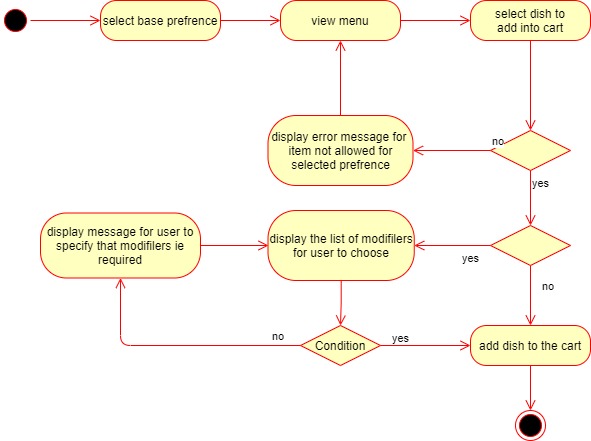 select base prefrence
view menu
select dish to
add into cart
display error message for
item not allowed for
selected prefrence
no
yes
display message for user to
specify that modifilers ie
required
display the list of modifilers
for user to choose
yes
no
no
Condition
yes
add dish to the cart